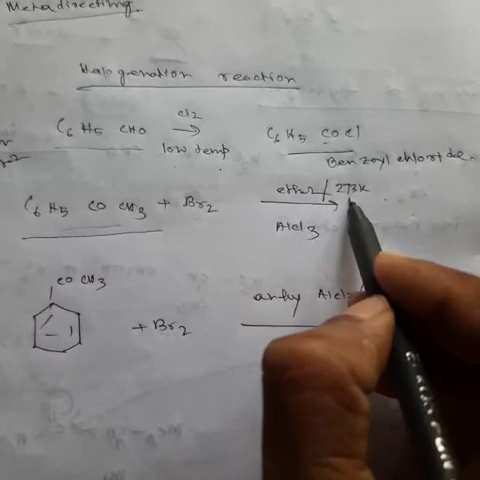 Metadirecting.
Halogenation reaction
C6H5 CHO Cl2 → low temp C6H5 COCl
Benzoyl chloride.
C6H5 CO CH3 + Br2 ether/273K AlCl3
CO CH3
+ Br2 anhy AlCl3